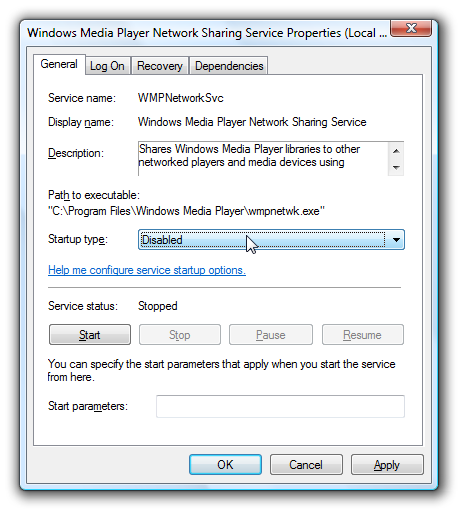 Windows Media Player Network Sharing Service Properties (Local ...
General Log On Recovery Dependencies
Service name: WMPNetworkSvc
Display name: Windows Media Player Network Sharing Service
Description: Shares Windows Media Player libraries to other
networked players and media devices using
Path to executable:
"C:\Program Files\Windows Media Player\wmpnetwk.exe"
Startup type: Disabled
Help me configure service startup options.
Service status: Stopped
Start Stop Pause Resume
You can specify the start parameters that apply when you start the service
from here.
Start parameters:
OK Cancel Apply